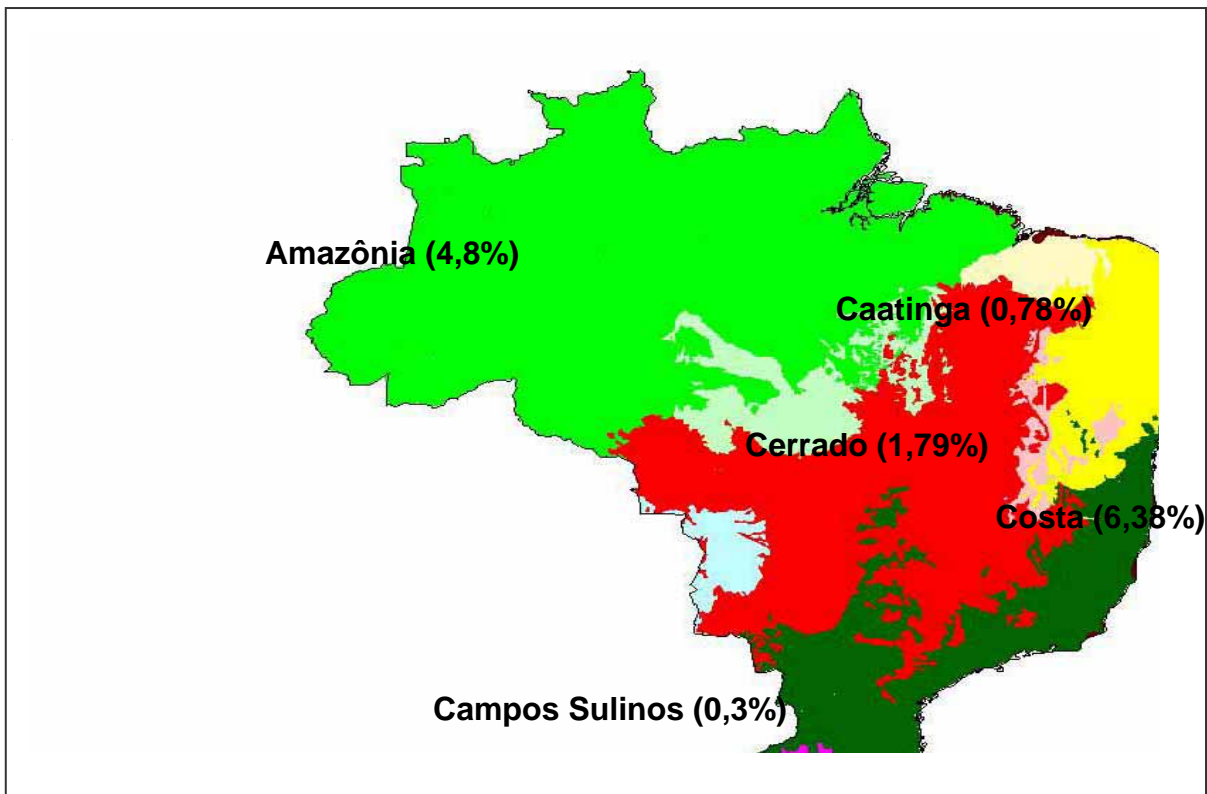 Amazônia (4,8%)
Caatinga (0,78%)
Cerrado (1,79%)
Costa (6,38%)
Campos Sulinos (0,3%)